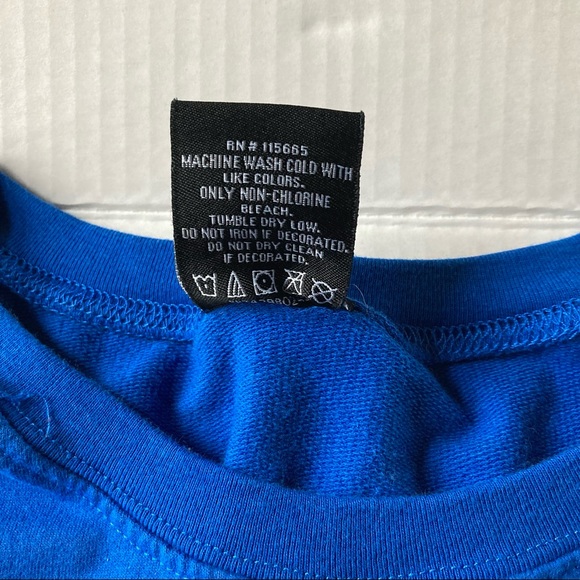 RN # 115665
MACHINE WASH COLD WITH
LIKE COLORS.
ONLY NON-CHLORINE
BLEACH.
TUMBLE DRY LOW.
DO NOT IRON IF DECORATED.
DO NOT DRY CLEAN
IF DECORATED.